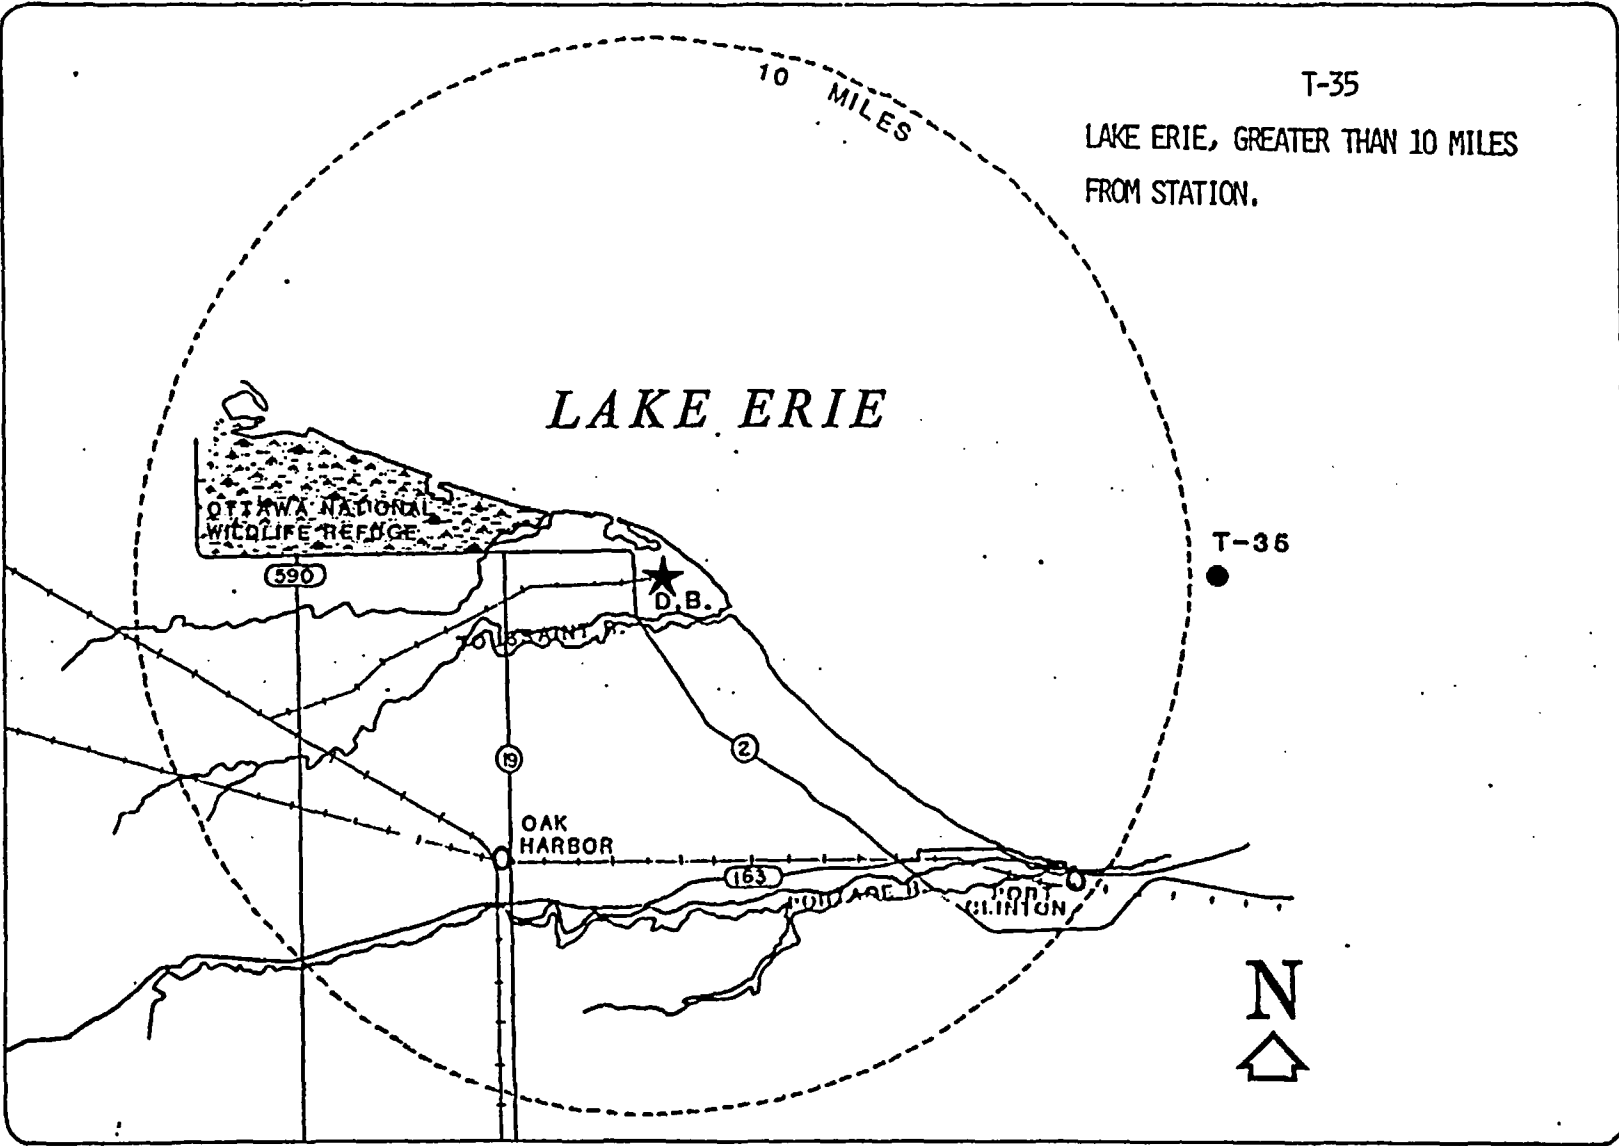 10 MILES
T-35
LAKE ERIE, GREATER THAN 10 MILES
FROM STATION.
LAKE ERIE
OTTAWA NATIONAL
WILDLIFE REFUGE
590
T-35
D.B.
2
19
OAK
HARBOR
163
PORTAGE R.
PORT
CLINTON
N